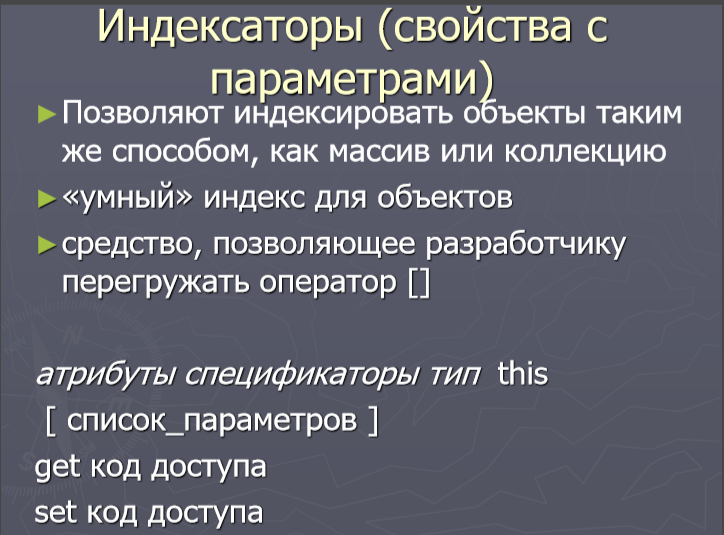 Индексаторы (свойства с
параметрами)
►Позволяют индексировать объекты таким
же способом, как массив или коллекцию
►«умный» индекс для объектов
►средство, позволяющее разработчику
перегружать оператор []
атрибуты спецификаторы тип this
[ список_параметров ]
get код доступа
set код доступа